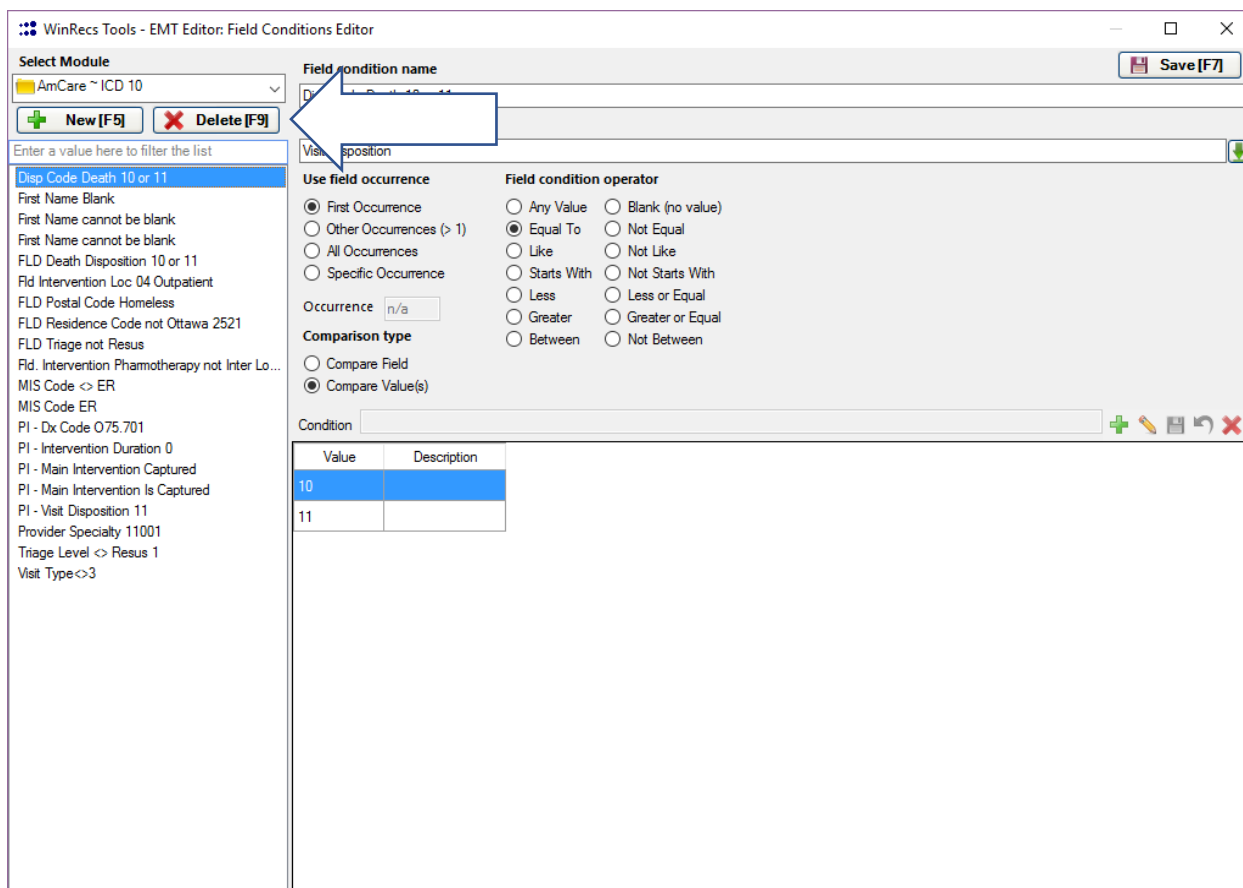 WinRecs Tools - EMT Editor: Field Conditions Editor
Select Module
AmCare ~ ICD 10
New [F5]
Delete [F9]
Enter a value here to filter the list
Disp Code Death 10 or 11
First Name Blank
First Name cannot be blank
First Name cannot be blank
FLD Death Disposition 10 or 11
Fld Intervention Loc 04 Outpatient
FLD Postal Code Homeless
FLD Residence Code not Ottawa 2521
FLD Triage not Resus
Fld. Intervention Pharmotherapy not Inter Lo...
MIS Code <> ER
MIS Code ER
PI - Dx Code O75.701
PI - Intervention Duration 0
PI - Main Intervention Captured
PI - Main Intervention Is Captured
PI - Visit Disposition 11
Provider Specialty 11001
Triage Level <> Resus 1
Visit Type<>3
Field condition name
Save [F7]
Visit Disposition
Use field occurrence
First Occurrence
Other Occurrences (> 1)
All Occurrences
Specific Occurrence
Occurrence n/a
Comparison type
Compare Field
Compare Value(s)
Field condition operator
Any Value Blank (no value)
Equal To Not Equal
Like Not Like
Starts With Not Starts With
Less Less or Equal
Greater Greater or Equal
Between Not Between
Condition
Value Description
10
11